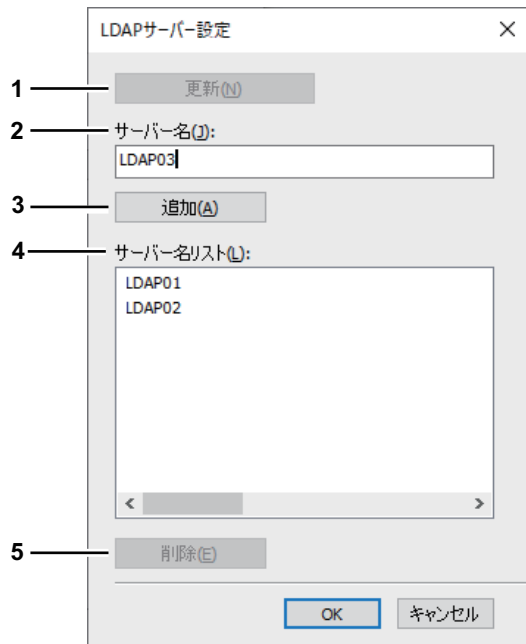 LDAPサーバー設定
1 更新(N)
2 サーバー名(J):
LDAP03
3 追加(A)
4 サーバー名リスト(L):
LDAP01
LDAP02
5 削除(E)
OK キャンセル